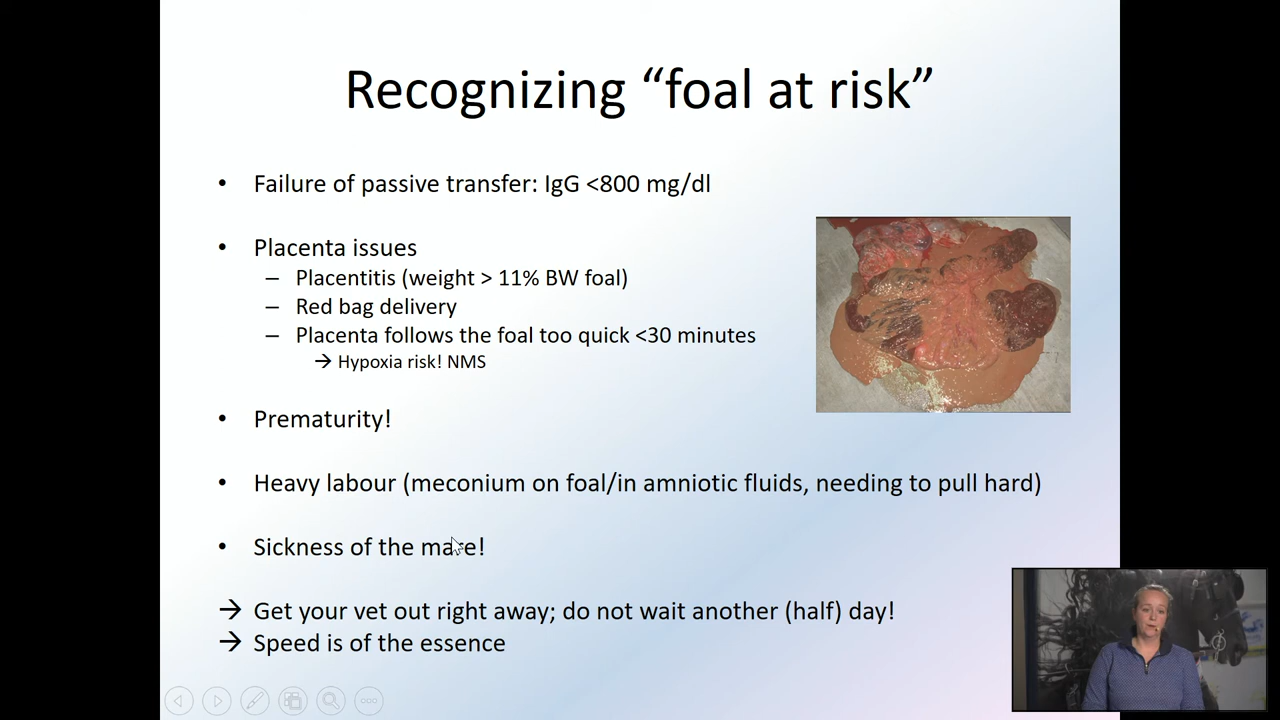 Recognizing “foal at risk”
• Failure of passive transfer: IgG <800 mg/dl
• Placenta issues
– Placentitis (weight > 11% BW foal)
– Red bag delivery
– Placenta follows the foal too quick <30 minutes
→ Hypoxia risk! NMS
• Prematurity!
• Heavy labour (meconium on foal/in amniotic fluids, needing to pull hard)
• Sickness of the mare!
→ Get your vet out right away; do not wait another (half) day!
→ Speed is of the essence